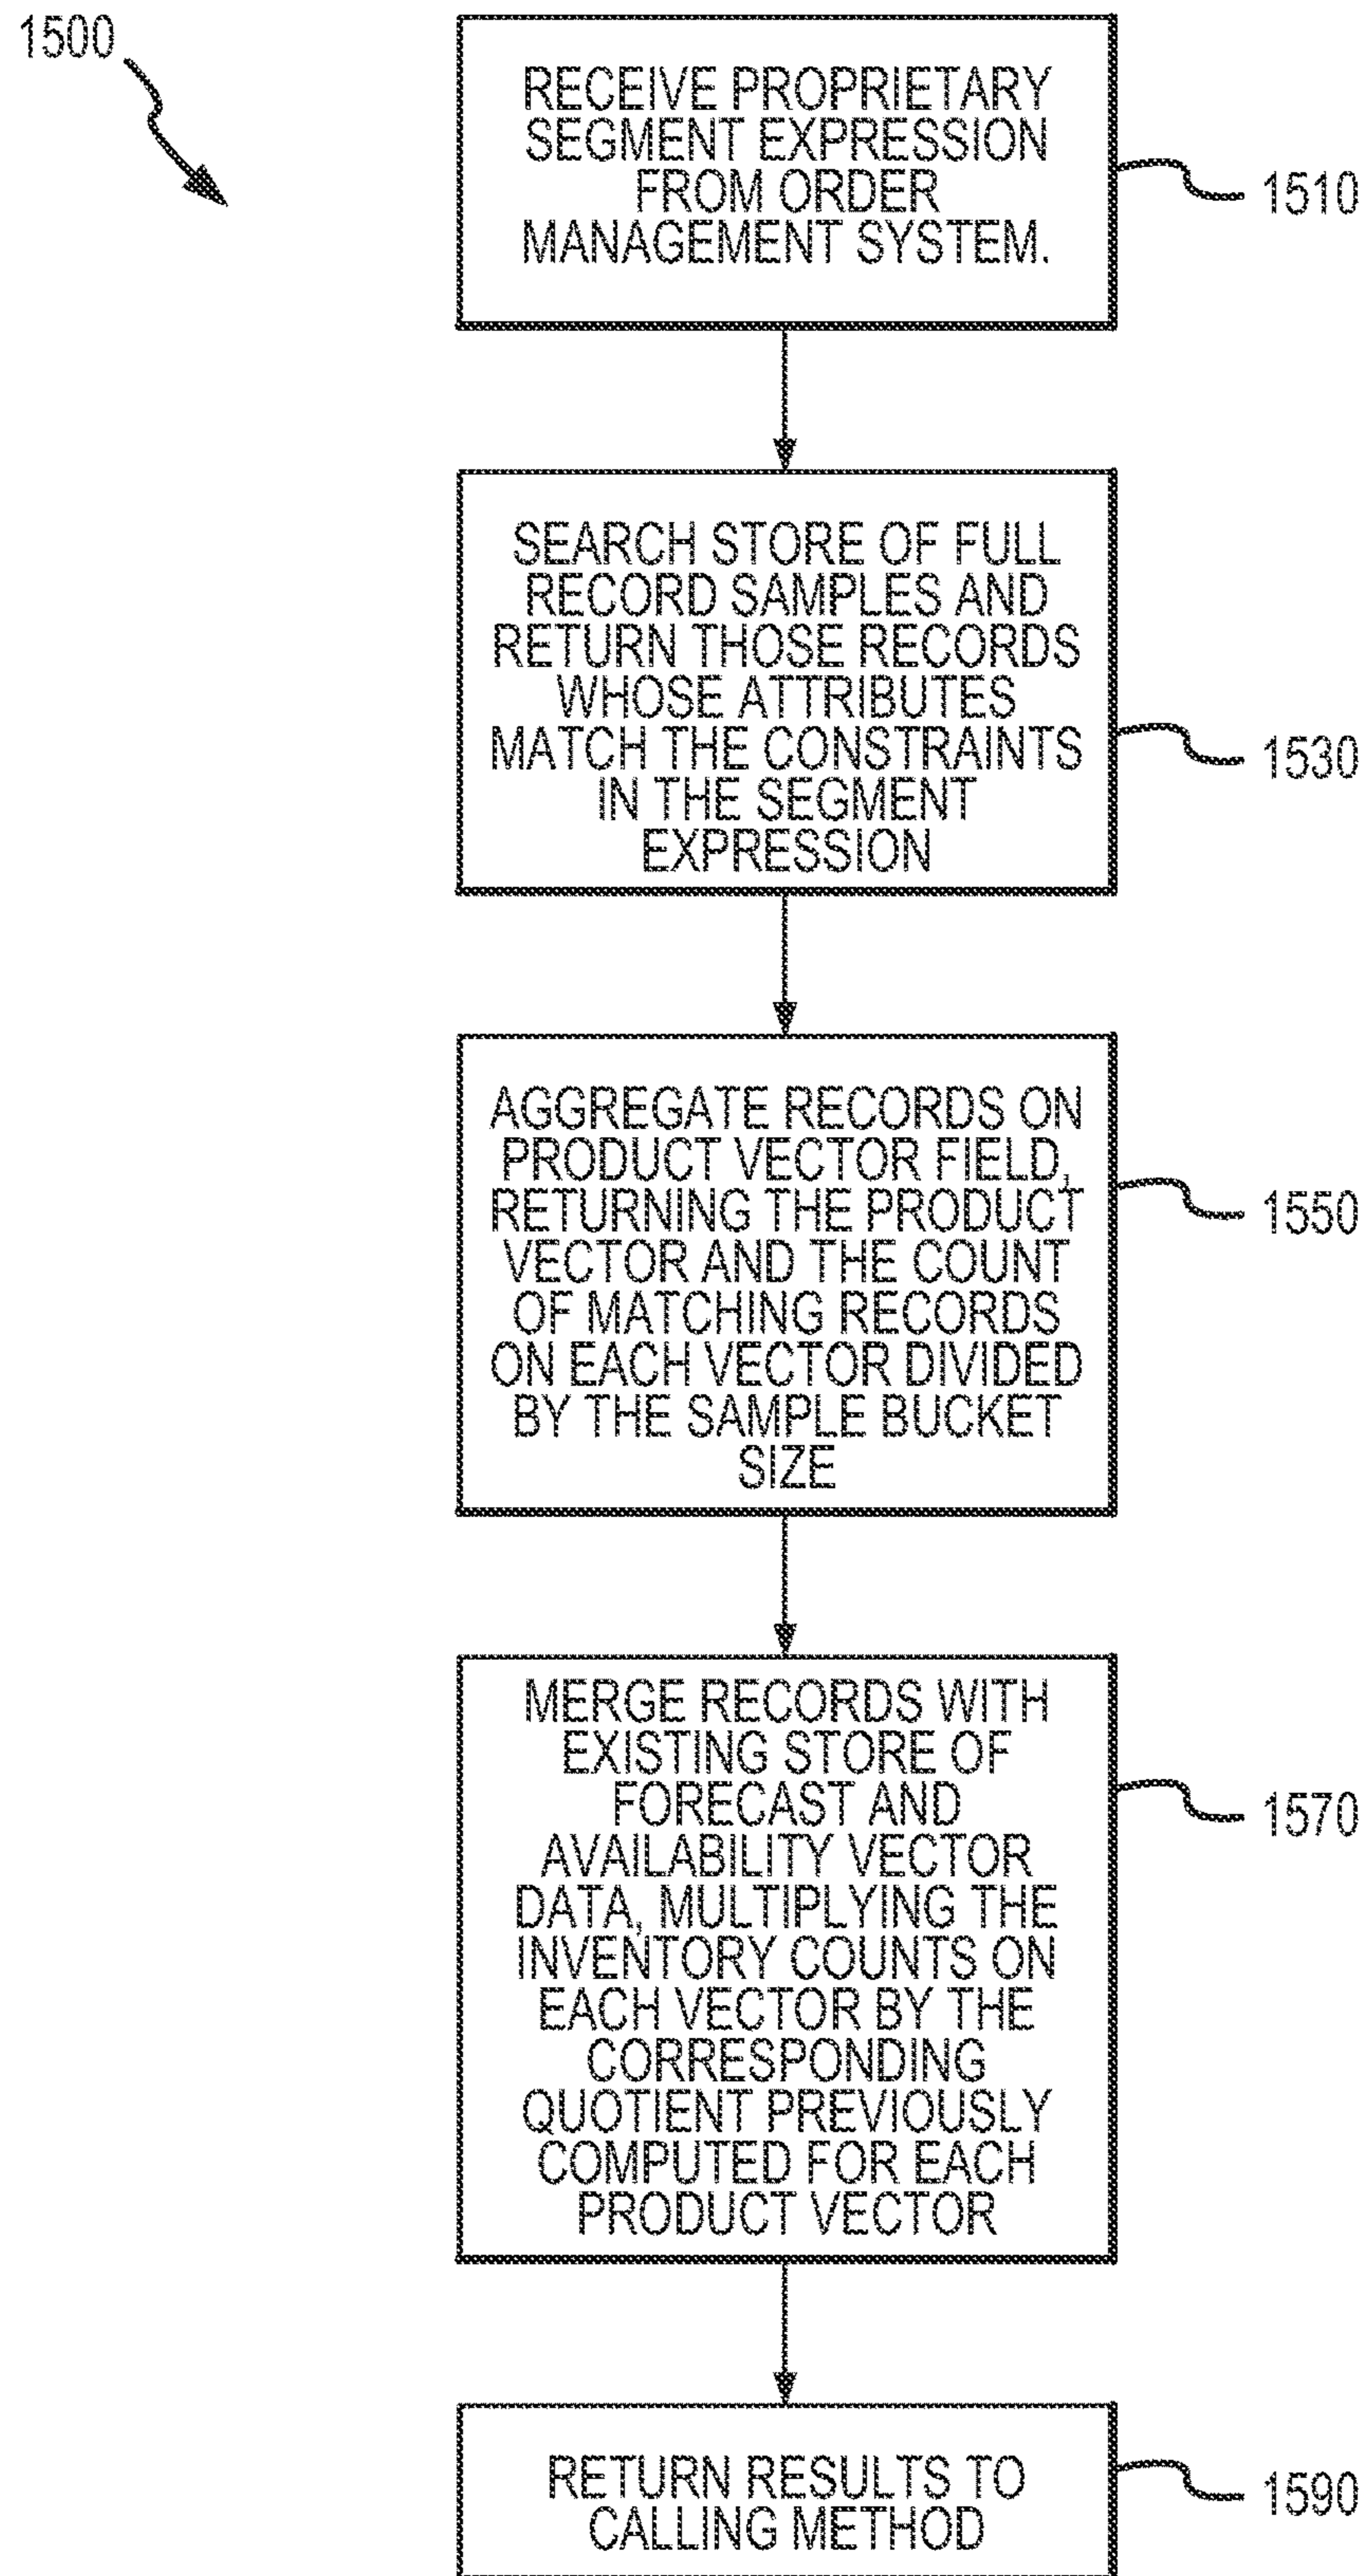 1500
RECEIVE PROPRIETARY
SEGMENT EXPRESSION
FROM ORDER
MANAGEMENT SYSTEM.
1510
SEARCH STORE OF FULL
RECORD SAMPLES AND
RETURN THOSE RECORDS
WHOSE ATTRIBUTES
MATCH THE CONSTRAINTS
IN THE SEGMENT
EXPRESSION
1530
AGGREGATE RECORDS ON
PRODUCT VECTOR FIELD,
RETURNING THE PRODUCT
VECTOR AND THE COUNT
OF MATCHING RECORDS
ON EACH VECTOR DIVIDED
BY THE SAMPLE BUCKET
SIZE
1550
MERGE RECORDS WITH
EXISTING STORE OF
FORECAST AND
AVAILABILITY VECTOR
DATA, MULTIPLYING THE
INVENTORY COUNTS ON
EACH VECTOR BY THE
CORRESPONDING
QUOTIENT PREVIOUSLY
COMPUTED FOR EACH
PRODUCT VECTOR
1570
RETURN RESULTS TO
CALLING METHOD
1590